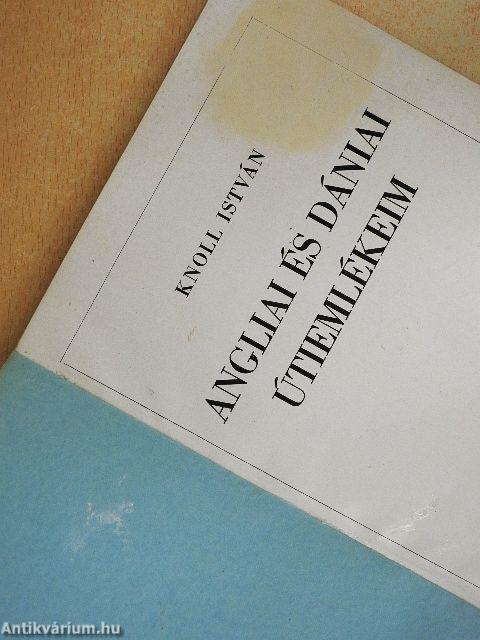 KNOLL ISTVÁN
ANGLIAI ÉS DÁNIAI
ÚTIEMLÉKEIM
Antikvárium.hu